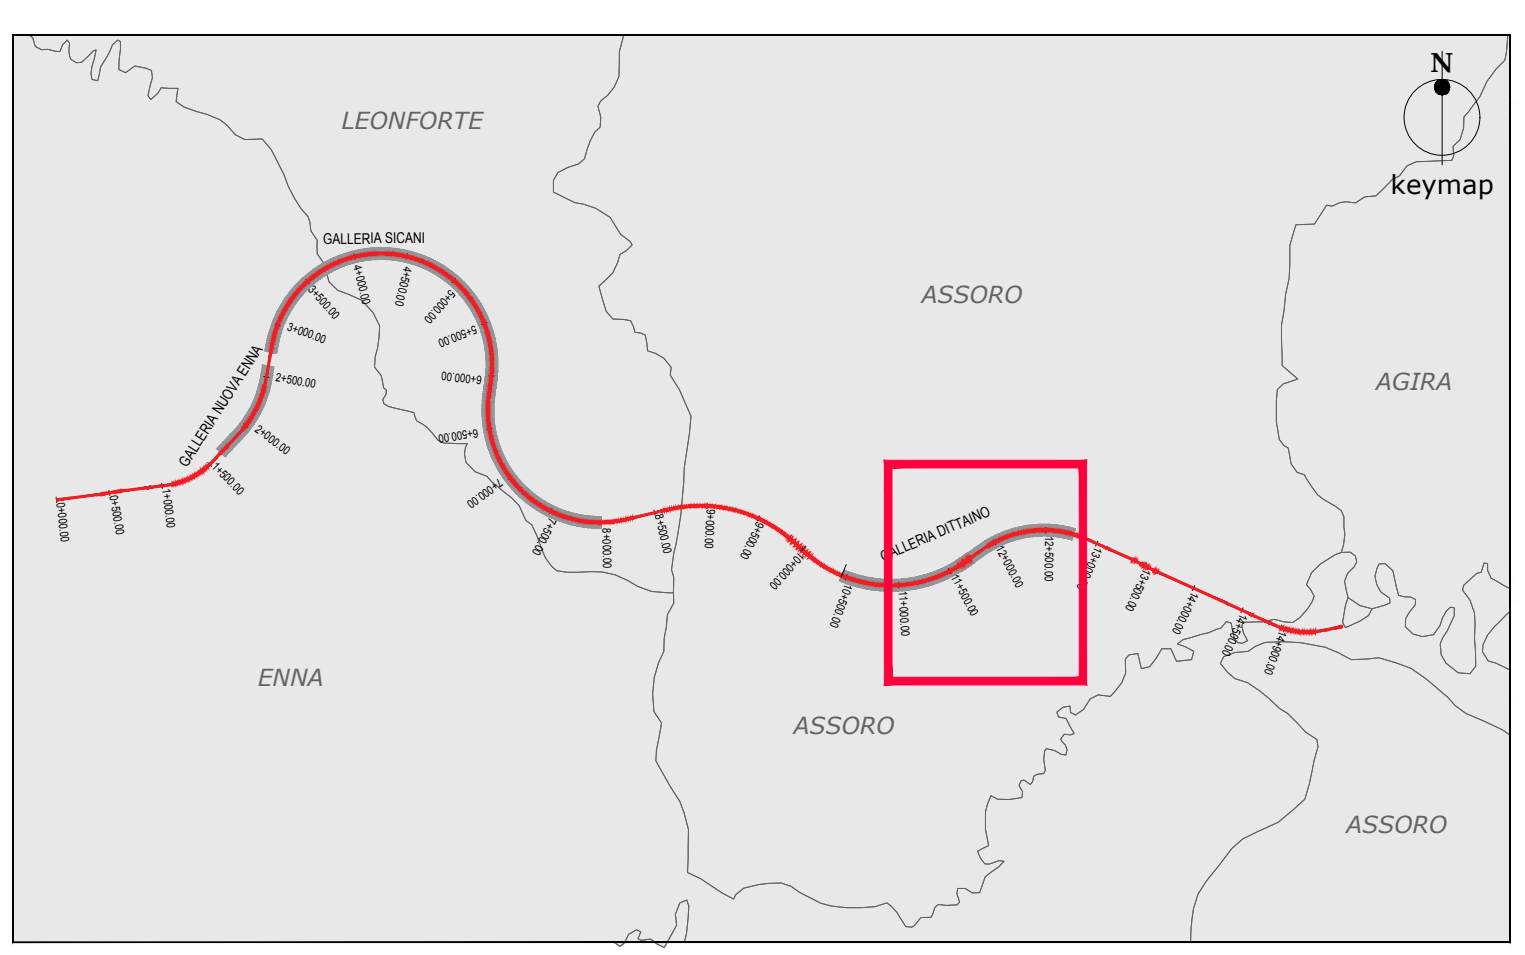 N
keymap
LEONFORTE
GALLERIA SICANI
ASSORO
AGIRA
GALLERIA NUOVA ENNA
GALLERIA DITTAINO
ENNA
ASSORO
ASSORO
0+000.00
0+500.00
1+000.00
1+500.00
2+000.00
2+500.00
3+000.00
3+500.00
4+000.00
4+500.00
5+000.00
5+500.00
6+000.00
6+500.00
7+000.00
7+500.00
8+000.00
8+500.00
9+000.00
9+500.00
10+000.00
10+500.00
11+000.00
11+500.00
12+000.00
12+500.00
13+000.00
13+500.00
14+000.00
14+500.00
14+900.00